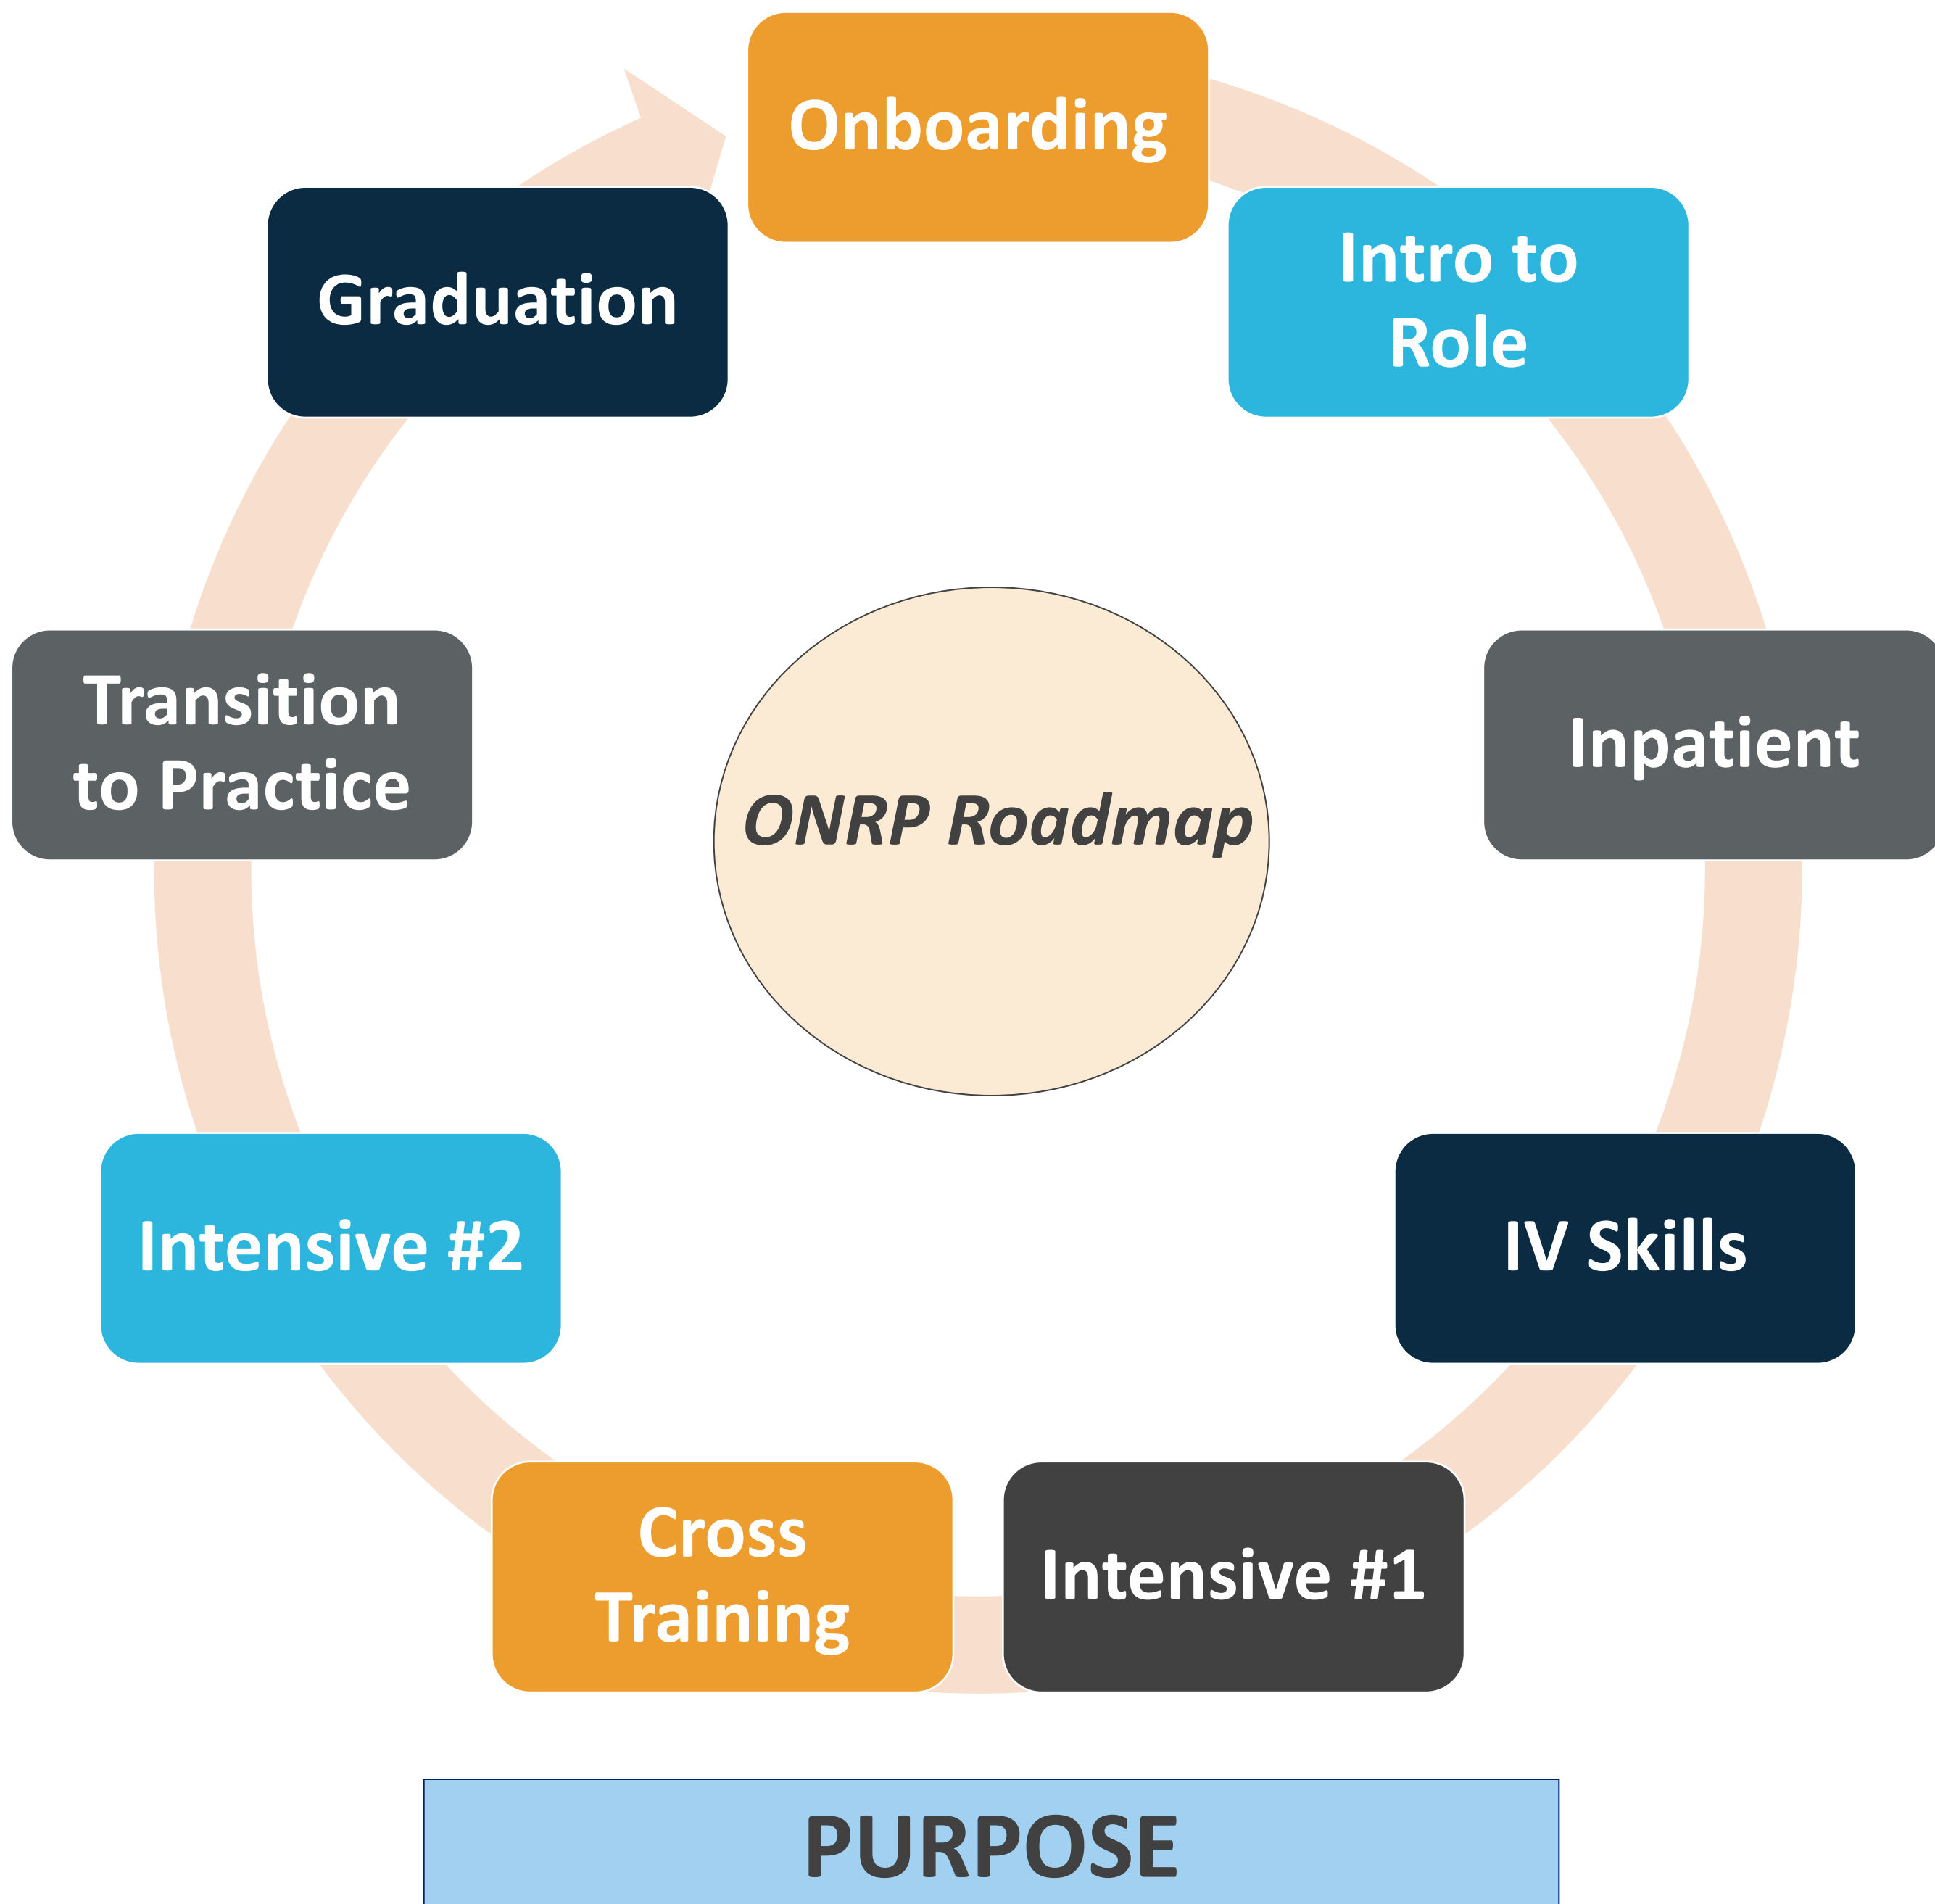 Onboarding
Intro to
Role
Inpatient
IV Skills
Intensive #1
Cross
Training
Intensive #2
Transition
to Practice
Graduation
ONRP Roadmap
PURPOSE